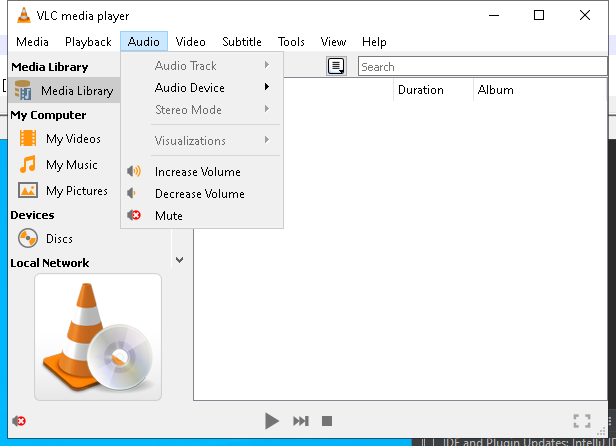 VLC media player
Media Playback Audio Video Subtitle Tools View Help
Media Library
Search
Media Library
Duration Album
My Computer
My Videos
My Music
My Pictures
Devices
Discs
Local Network
Audio Track
Audio Device
Stereo Mode
Visualizations
Increase Volume
Decrease Volume
Mute
IDE and Plugin Updates: IntelliJ